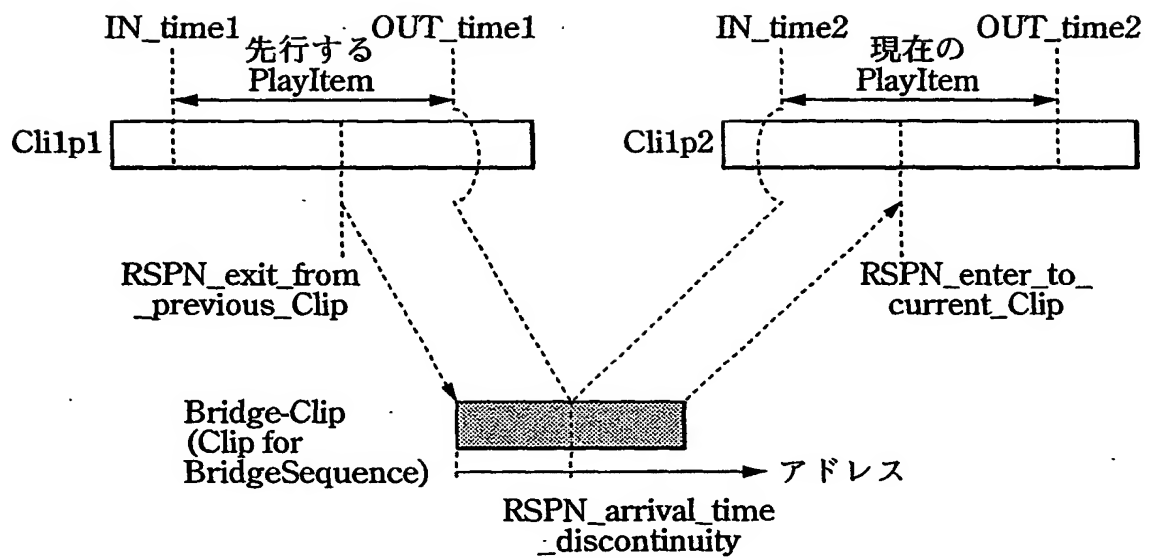 IN_time1
OUT_time1
先行する
PlayItem
IN_time2
OUT_time2
現在の
PlayItem
Cli1p1
Cli1p2
RSPN_exit_from
_previous_Clip
RSPN_enter_to_
current_Clip
Bridge-Clip
(Clip for
BridgeSequence)
アドレス
RSPN_arrival_time
_discontinuity